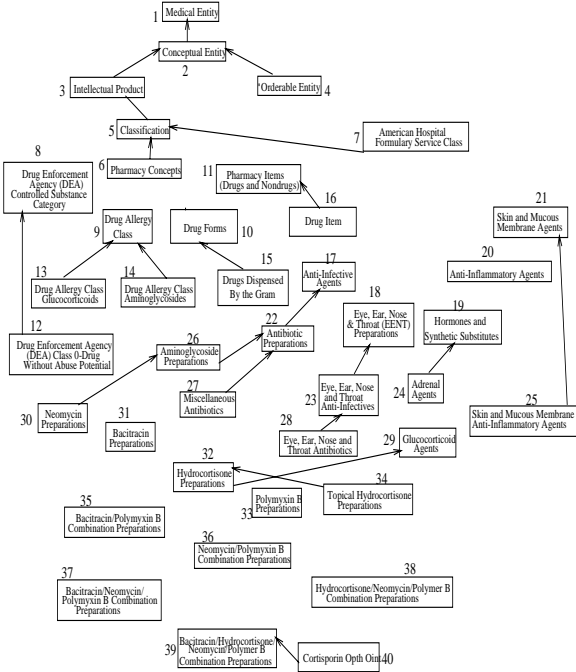 1
Medical Entity
Conceptual Entity
2
3
Intellectual Product
'Orderable Entity
4
5
Classification
7
American Hospital
Formulary Service Class
6
Pharmacy Concepts
8
Drug Enforcement
Agency (DEA)
Controlled Substance
Category
11
Pharmacy Items
(Drugs and Nondrugs)
16
Drug Item
21
Skin and Mucous
Membrane Agents
9
Drug Allergy
Class
Drug Forms
10
20
Anti-Inflammatory Agents
13
Drug Allergy Class
Glucocorticoids
14
Drug Allergy Class
Aminoglycosides
15
Drugs Dispensed
By the Gram
17
Anti-Infective
Agents
18
Eye, Ear, Nose
& Throat (EENT)
Preparations
19
Hormones and
Synthetic Substitutes
12
Drug Enforcement Agency
(DEA) Class 0-Drug
Without Abuse Potential
26
Aminoglycoside
Preparations
22
Antibiotic
Preparations
27
Miscellaneous
Antibiotics
23
Eye, Ear, Nose
and Throat
Anti-Infectives
24
Adrenal
Agents
25
Skin and Mucous Membrane
Anti-Inflammatory Agents
30
Neomycin
Preparations
31
Bacitracin
Preparations
28
Eye, Ear, Nose and
Throat Antibiotics
29
Glucocorticoid
Agents
32
Hydrocortisone
Preparations
33
Polymyxin B
Preparations
34
Topical Hydrocortisone
Preparations
35
Bacitracin/Polymyxin B
Combination Preparations
36
Neomycin/Polymyxin B
Combination Preparations
37
Bacitracin/Neomycin/
Polymyxin B Combination
Preparations
38
Hydrocortisone/Neomycin/Polymer B
Combination Preparations
39
Bacitracin/Hydrocortisone/
Neomycin/Polymer B
Combination Preparations
Cortisporin Opth Oint
40